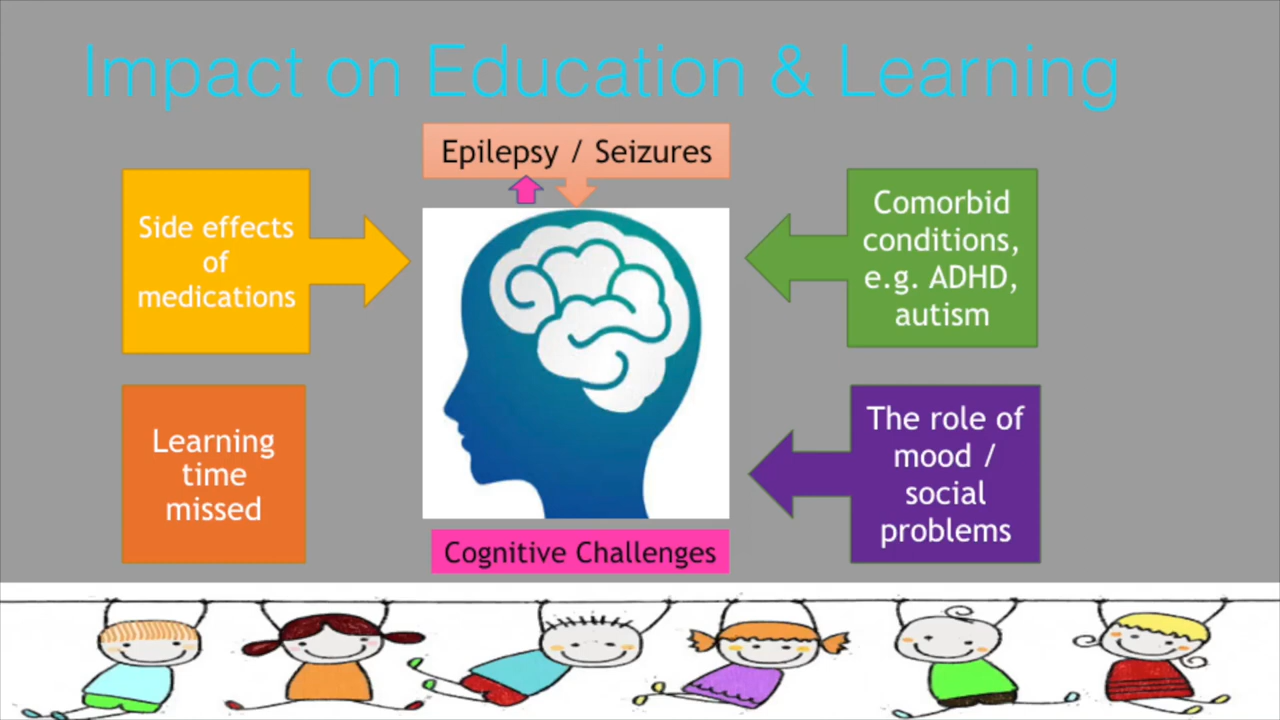 Impact on Education & Learning
Epilepsy / Seizures
Side effects
of
medications
Comorbid
conditions,
e.g. ADHD,
autism
Learning
time
missed
The role of
mood /
social
problems
Cognitive Challenges